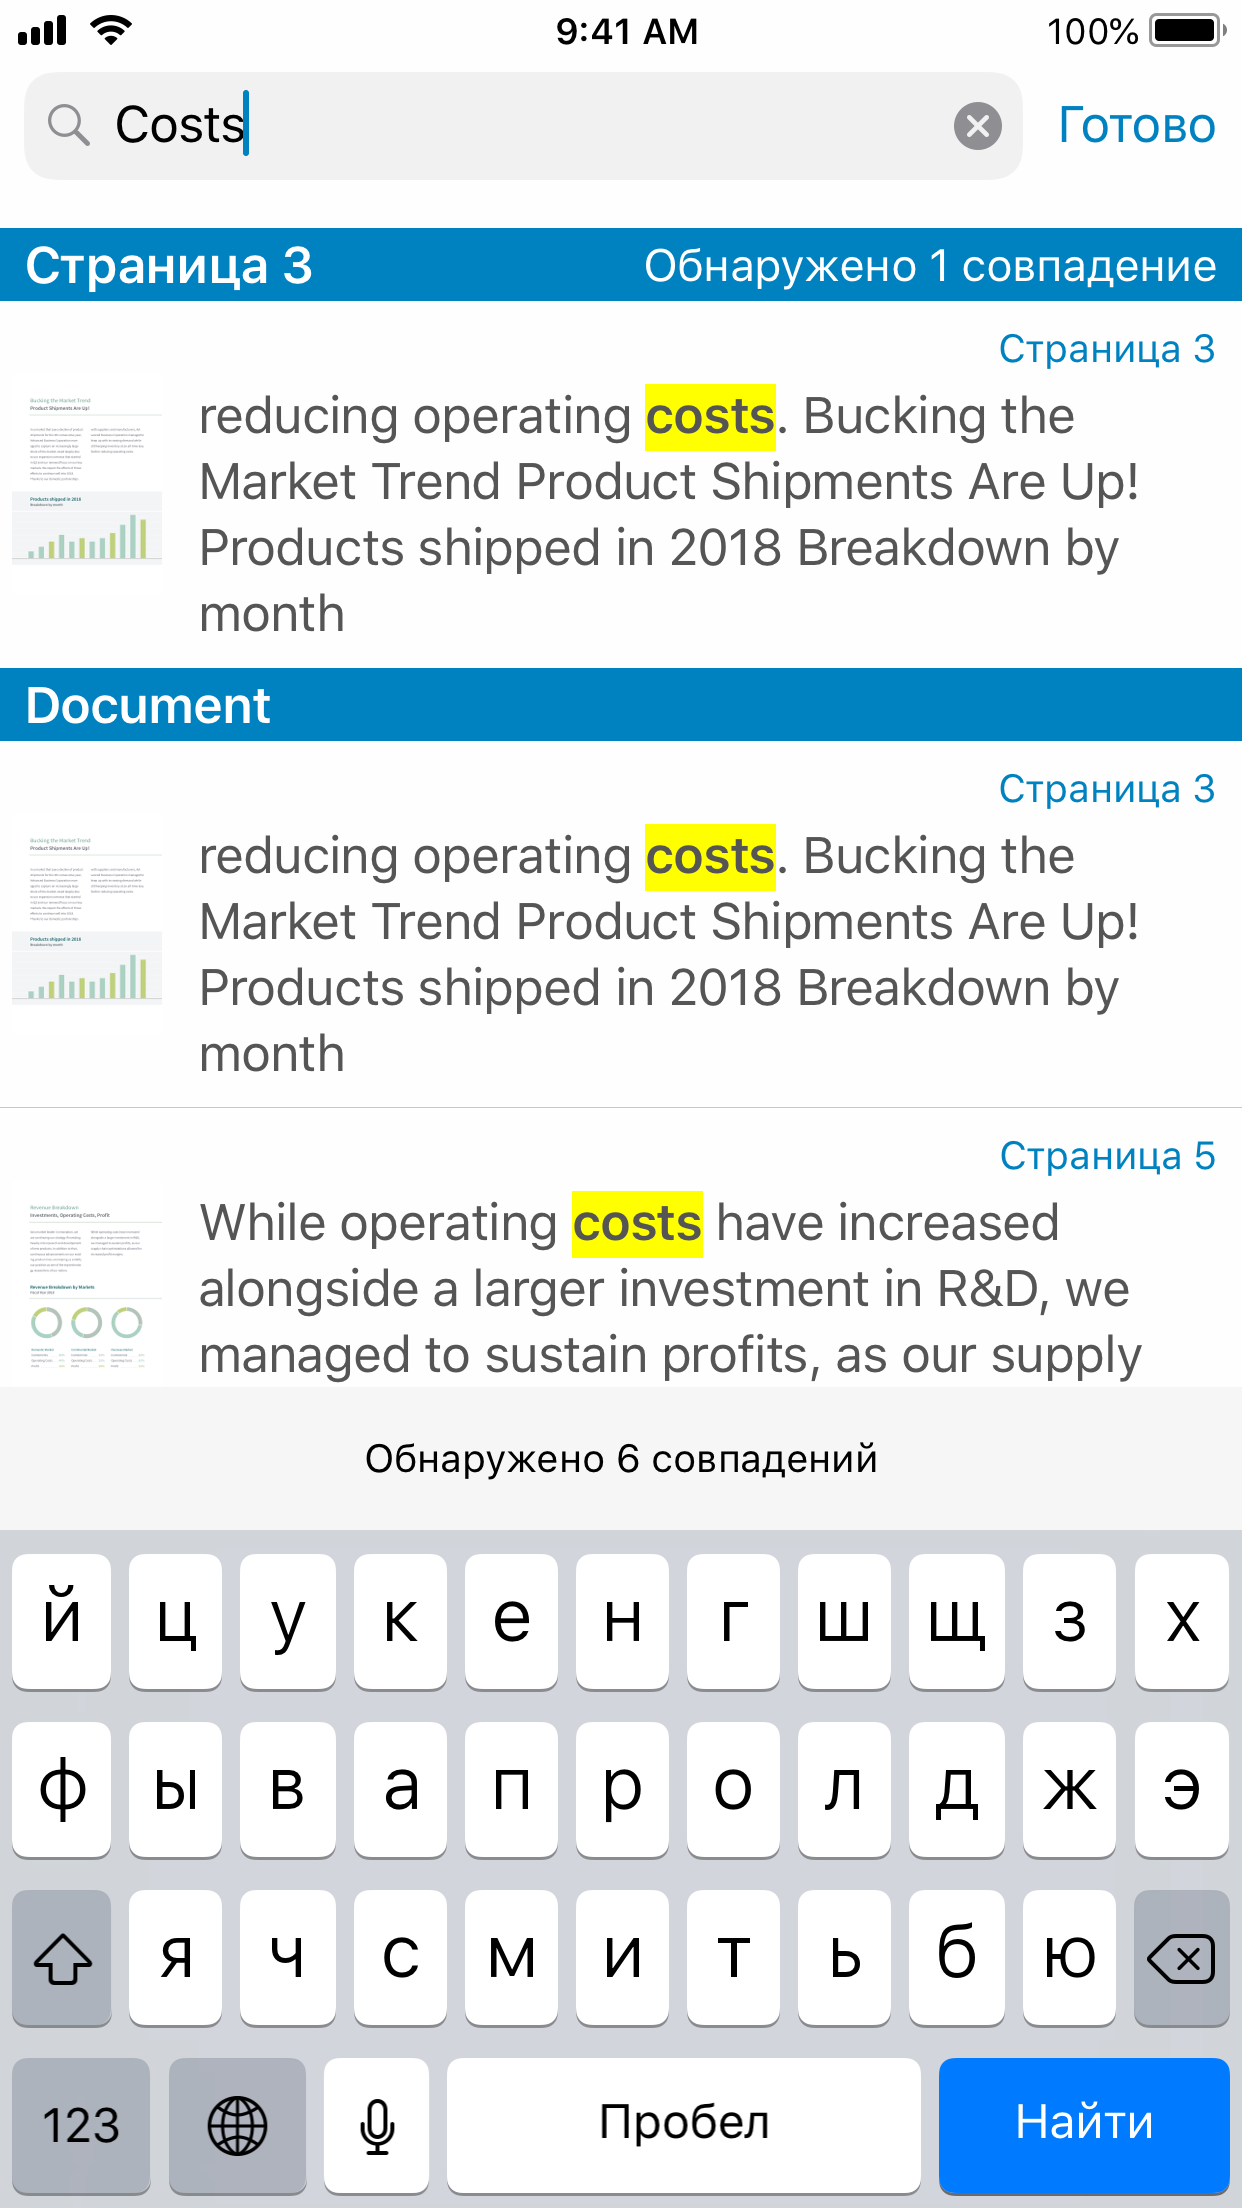 9:41 AM
100%
Costs
Готово
Страница 3
Обнаружено 1 совпадение
Страница 3
reducing operating costs. Bucking the
Market Trend Product Shipments Are Up!
Products shipped in 2018 Breakdown by
month
Bucking the Market Trend
Product Shipments Are Up!
Products shipped in 2018
Breakdown by month
Document
Страница 3
reducing operating costs. Bucking the
Market Trend Product Shipments Are Up!
Products shipped in 2018 Breakdown by
month
Bucking the Market Trend
Product Shipments Are Up!
Products shipped in 2018
Breakdown by month
Страница 5
While operating costs have increased
alongside a larger investment in R&D, we
managed to sustain profits, as our supply
Revenue Breakdown
Investments, Operating Costs, Profit
Revenue Breakdown by Markets
Обнаружено 6 совпадений
й ц у к е н г ш щ з х
ф ы в а п р о л д ж э
я ч с м и т ь б ю
123
Пробел
Найти